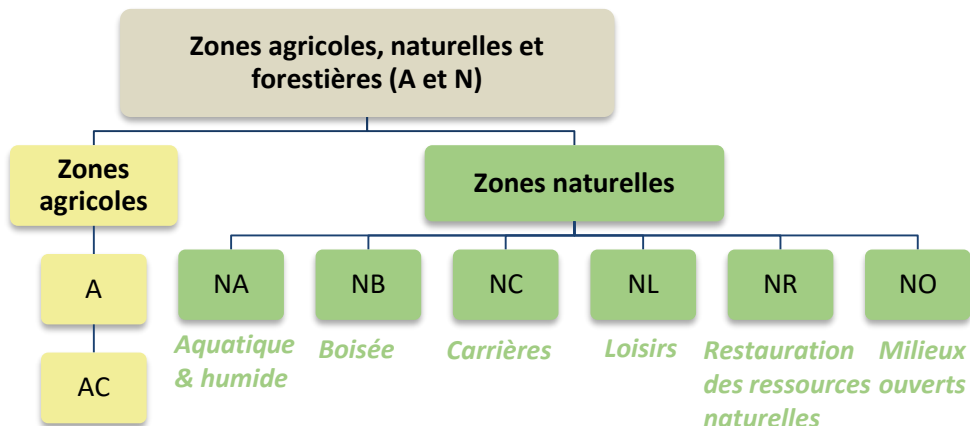 Zones agricoles, naturelles et
forestières (A et N)
Zones
agricoles
Zones naturelles
A
AC
NA
NB
NC
NL
NR
NO
Aquatique
& humide
Boisée
Carrières
Loisirs
Restauration
des ressources
naturelles
Milieux
ouverts